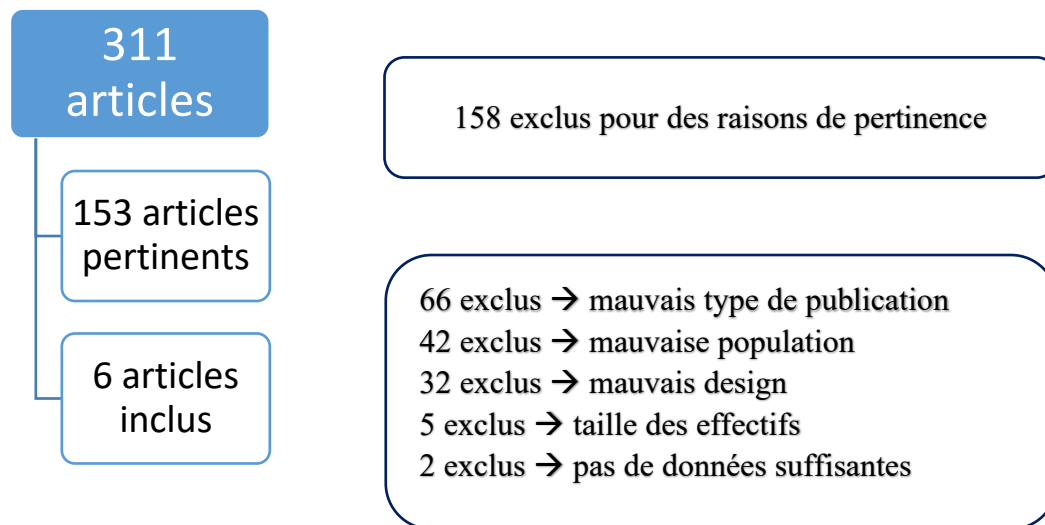 311
articles
158 exclus pour des raisons de pertinence
153 articles
pertinents
66 exclus → mauvais type de publication
42 exclus → mauvaise population
32 exclus → mauvais design
5 exclus → taille des effectifs
2 exclus → pas de données suffisantes
6 articles
inclus